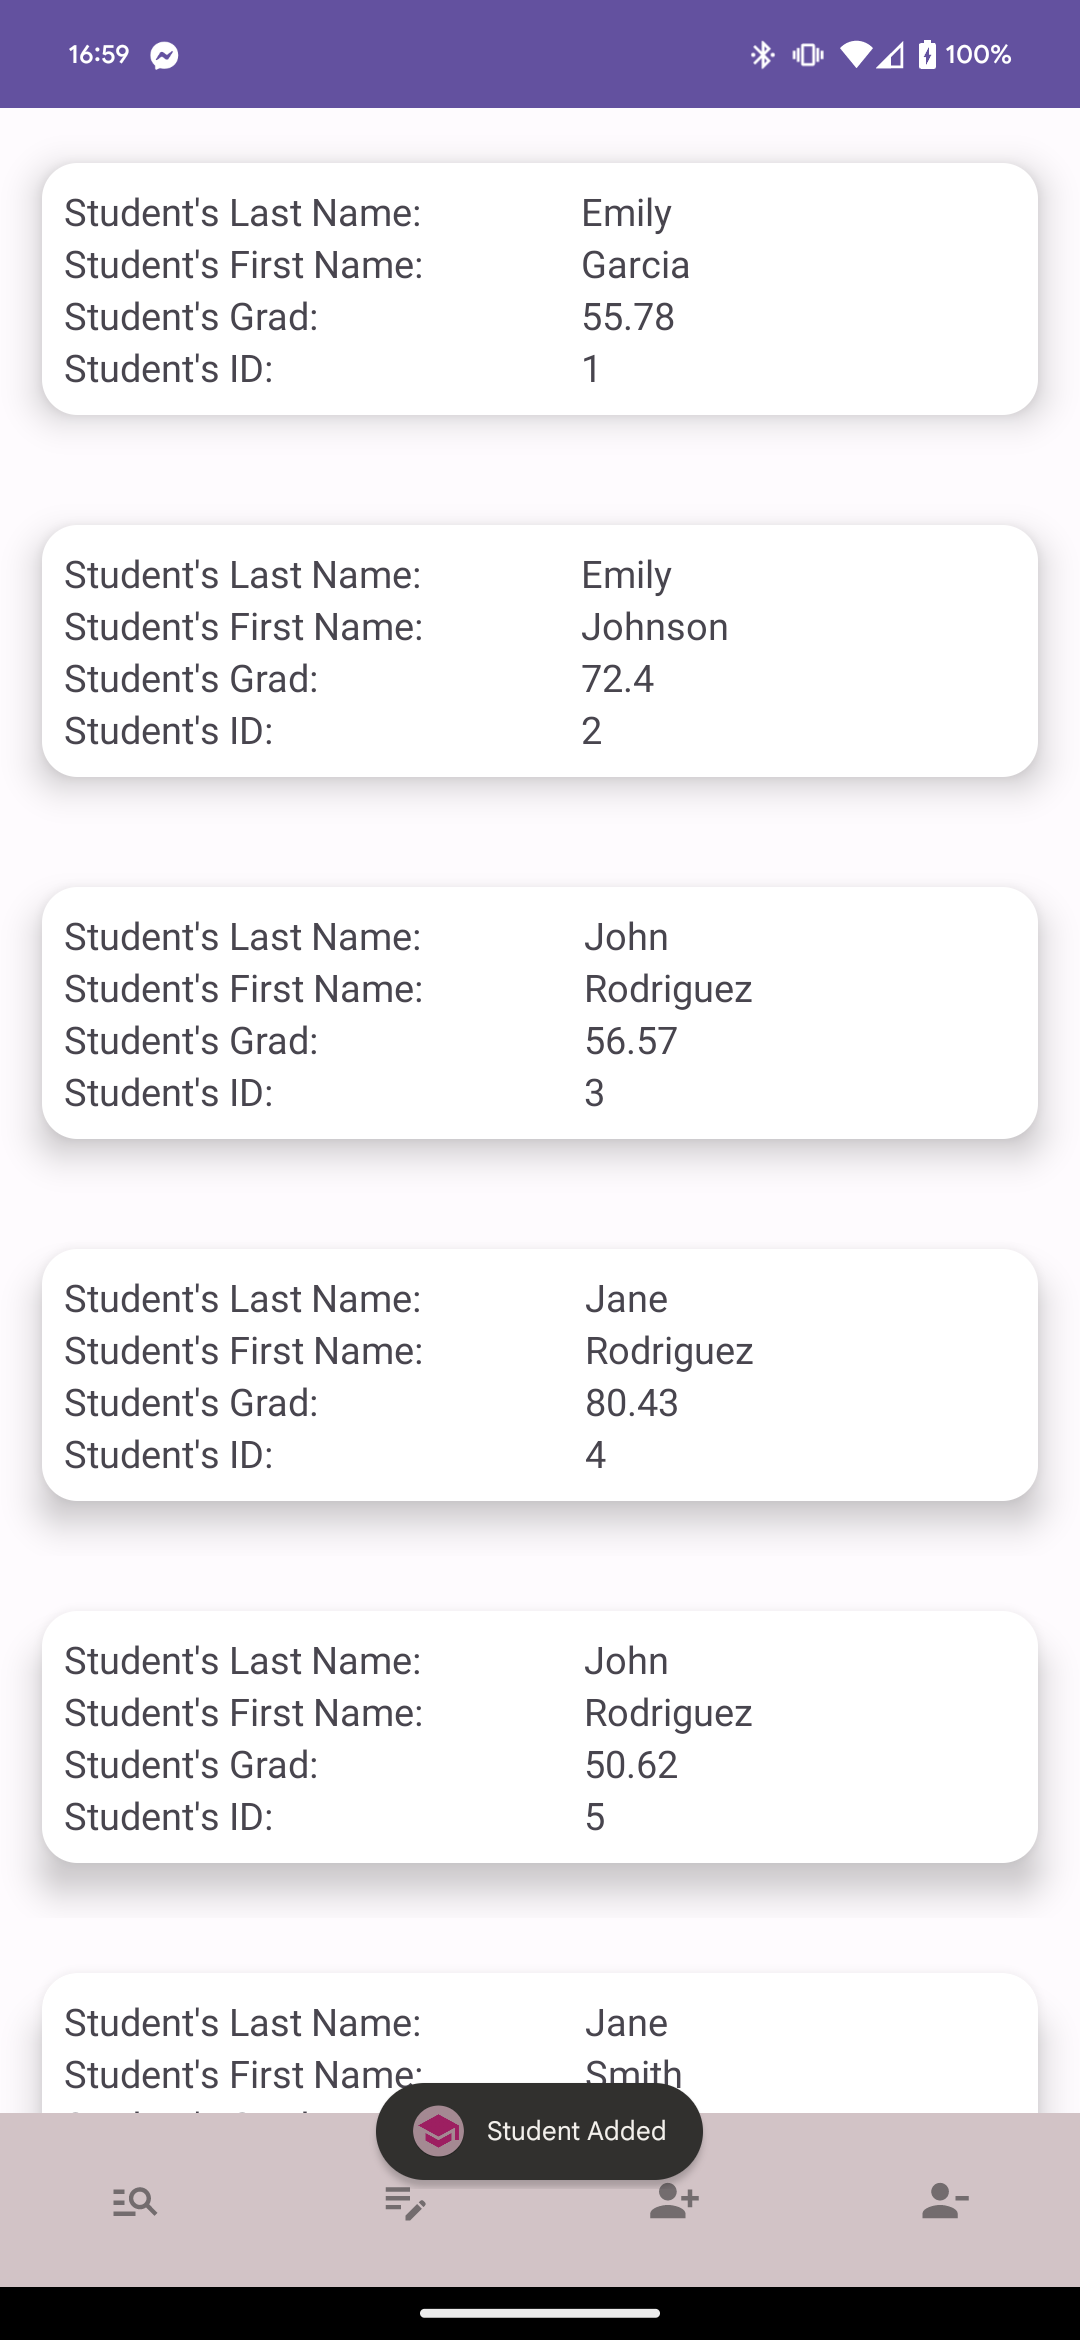 16:59 100%
Student's Last Name: Emily
Student's First Name: Garcia
Student's Grad: 55.78
Student's ID: 1
Student's Last Name: Emily
Student's First Name: Johnson
Student's Grad: 72.4
Student's ID: 2
Student's Last Name: John
Student's First Name: Rodriguez
Student's Grad: 56.57
Student's ID: 3
Student's Last Name: Jane
Student's First Name: Rodriguez
Student's Grad: 80.43
Student's ID: 4
Student's Last Name: John
Student's First Name: Rodriguez
Student's Grad: 50.62
Student's ID: 5
Student's Last Name: Jane
Student's First Name: Smith
Student Added